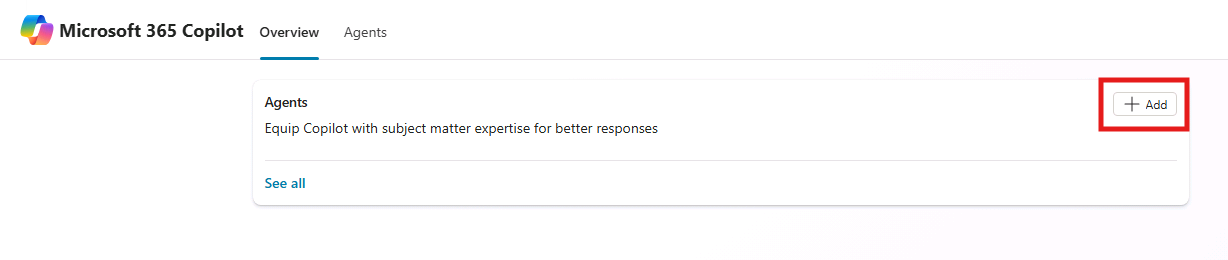 Microsoft 365 Copilot Overview Agents
Agents
+ Add
Equip Copilot with subject matter expertise for better responses
See all